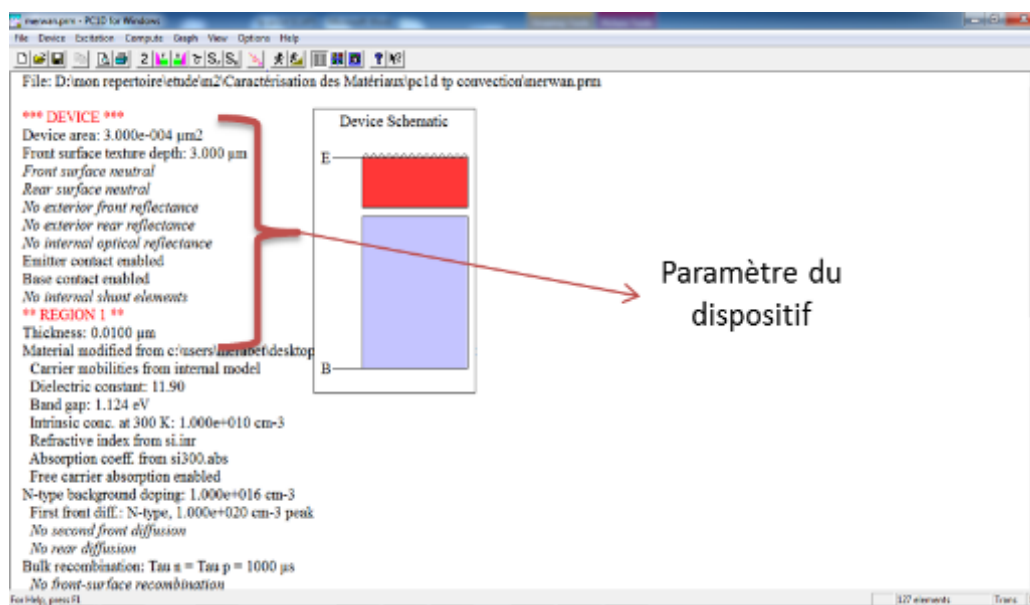 merwan.prm - PC1D for Windows
File Device Excitation Compute Graph View Options Help
File: D:\mon repertoire\etude\m2\Caractérisation des Matériaux\pc1d tp convection\merwan.prm
*** DEVICE ***
Device area: 3.000e-004 µm2
Front surface texture depth: 3.000 µm
Front surface neutral
Rear surface neutral
No exterior front reflectance
No exterior rear reflectance
No internal optical reflectance
Emitter contact enabled
Base contact enabled
No internal shunt elements
** REGION 1 **
Thickness: 0.0100 µm
Material modified from c:\users\merabet\desktop
Carrier mobilities from internal model
Dielectric constant: 11.90
Band gap: 1.124 eV
Intrinsic conc. at 300 K: 1.000e+010 cm-3
Refractive index from si.inr
Absorption coeff. from si300.abs
Free carrier absorption enabled
N-type background doping: 1.000e+016 cm-3
First front diff.: N-type, 1.000e+020 cm-3 peak
No second front diffusion
No rear diffusion
Bulk recombination: Tau n = Tau p = 1000 µs
No front-surface recombination
Device Schematic
E
B
Paramètre du
dispositif
For Help, press F1
127 elements Trans.